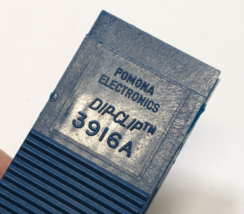 POMONA
ELECTRONICS
DIP-CLIP™
3916A